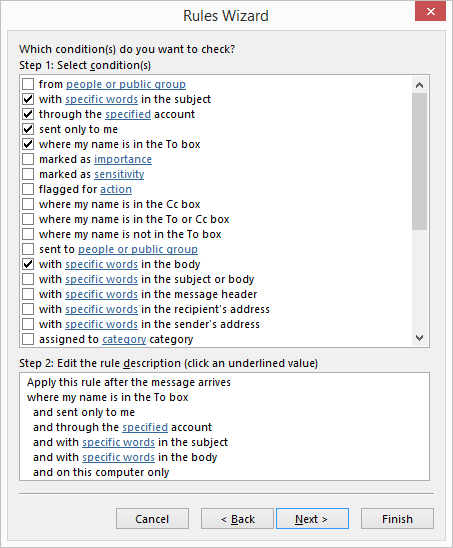 Rules Wizard
Which condition(s) do you want to check?
Step 1: Select condition(s)
from people or public group
with specific words in the subject
through the specified account
sent only to me
where my name is in the To box
marked as importance
marked as sensitivity
flagged for action
where my name is in the Cc box
where my name is in the To or Cc box
where my name is not in the To box
sent to people or public group
with specific words in the body
with specific words in the subject or body
with specific words in the message header
with specific words in the recipient's address
with specific words in the sender's address
assigned to category category
Step 2: Edit the rule description (click an underlined value)
Apply this rule after the message arrives
where my name is in the To box
and sent only to me
and through the specified account
and with specific words in the subject
and with specific words in the body
and on this computer only
Cancel
< Back
Next >
Finish